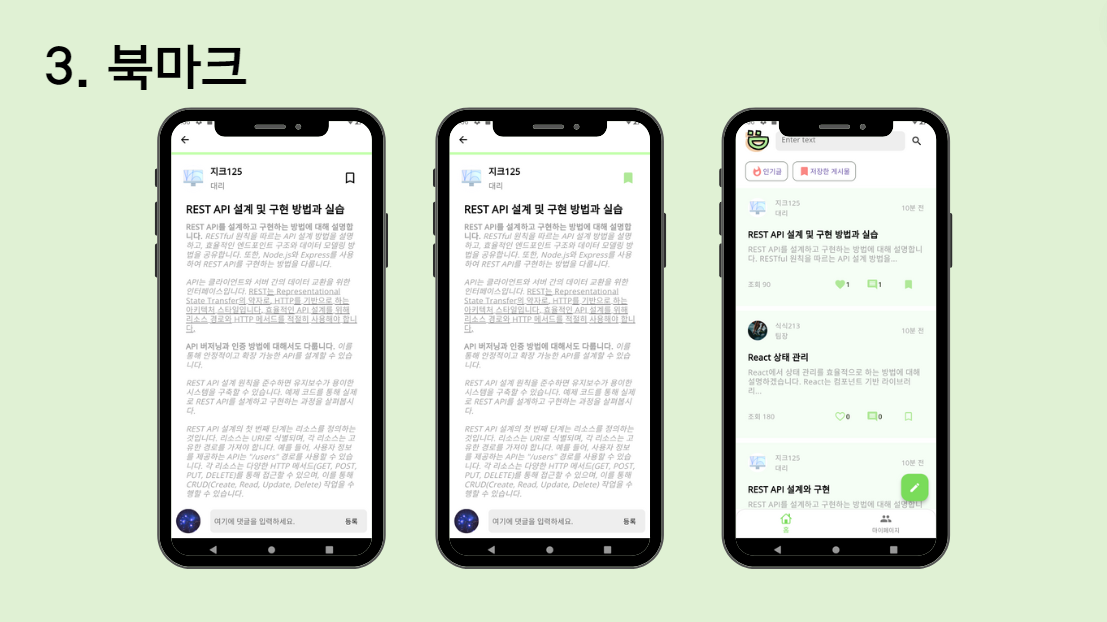 3. 북마크
지크125
대리
REST API 설계 및 구현 방법과 실습
REST API를 설계하고 구현하는 방법에 대해 설명합
니다. RESTful 원칙을 따르는 API 설계 방법을 설명
하고, 효율적인 엔드포인트 구조와 데이터 모델링 방
법을 공유합니다. 또한, Node.js와 Express를 사용
하여 REST API를 구현하는 방법을 다룹니다.
API는 클라이언트와 서버 간의 데이터 교환을 위한
인터페이스입니다. REST는 Representational
State Transfer의 약자로, HTTP를 기반으로 하는
아키텍처 스타일입니다. 효율적인 API 설계를 위해
리소스 경로와 HTTP 메서드를 적절히 사용해야 합니
다.
API 버저닝과 인증 방법에 대해서도 다룹니다. 이를
통해 안정적이고 확장 가능한 API를 설계할 수 있습
니다.
REST API 설계 원칙을 준수하면 유지보수가 용이한
시스템을 구축할 수 있습니다. 예제 코드를 통해 실제
로 REST API를 설계하고 구현하는 과정을 살펴봅시
다.
REST API 설계의 첫 번째 단계는 리소스를 정의하는
것입니다. 리소스는 URI로 식별되며, 각 리소스는 고
유한 경로를 가져야 합니다. 예를 들어, 사용자 정보
를 제공하는 API는 "/users" 경로를 사용할 수 있습
니다. 각 리소스는 다양한 HTTP 메서드(GET, POST,
PUT, DELETE)를 통해 접근할 수 있으며, 이를 통해
CRUD(Create, Read, Update, Delete) 작업을 수
행할 수 있습니다.
여기에 댓글을 입력하세요. 등록
지크125
대리
REST API 설계 및 구현 방법과 실습
REST API를 설계하고 구현하는 방법에 대해 설명합
니다. RESTful 원칙을 따르는 API 설계 방법을 설명
하고, 효율적인 엔드포인트 구조와 데이터 모델링 방
법을 공유합니다. 또한, Node.js와 Express를 사용
하여 REST API를 구현하는 방법을 다룹니다.
API는 클라이언트와 서버 간의 데이터 교환을 위한
인터페이스입니다. REST는 Representational
State Transfer의 약자로, HTTP를 기반으로 하는
아키텍처 스타일입니다. 효율적인 API 설계를 위해
리소스 경로와 HTTP 메서드를 적절히 사용해야 합니
다.
API 버저닝과 인증 방법에 대해서도 다룹니다. 이를
통해 안정적이고 확장 가능한 API를 설계할 수 있습
니다.
REST API 설계 원칙을 준수하면 유지보수가 용이한
시스템을 구축할 수 있습니다. 예제 코드를 통해 실제
로 REST API를 설계하고 구현하는 과정을 살펴봅시
다.
REST API 설계의 첫 번째 단계는 리소스를 정의하는
것입니다. 리소스는 URI로 식별되며, 각 리소스는 고
유한 경로를 가져야 합니다. 예를 들어, 사용자 정보
를 제공하는 API는 "/users" 경로를 사용할 수 있습
니다. 각 리소스는 다양한 HTTP 메서드(GET, POST,
PUT, DELETE)를 통해 접근할 수 있으며, 이를 통해
CRUD(Create, Read, Update, Delete) 작업을 수
행할 수 있습니다.
여기에 댓글을 입력하세요. 등록
Enter text
인기글 저장한 게시물
지크125
대리
10분 전
REST API 설계 및 구현 방법과 실습
REST API를 설계하고 구현하는 방법에 대해 설명합니
다. RESTful 원칙을 따르는 API 설계 방법을...
조회 90 1 1
식식213
팀장
10분 전
React 상태 관리
React에서 상태 관리를 효율적으로 하는 방법에 대해
설명하겠습니다. React는 컴포넌트 기반 라이브러
리...
조회 180 0 0
지크125
대리
10분 전
REST API 설계와 구현
REST API를 설계하고 구현하는 방법에 대해 설명합니
홈 마이페이지